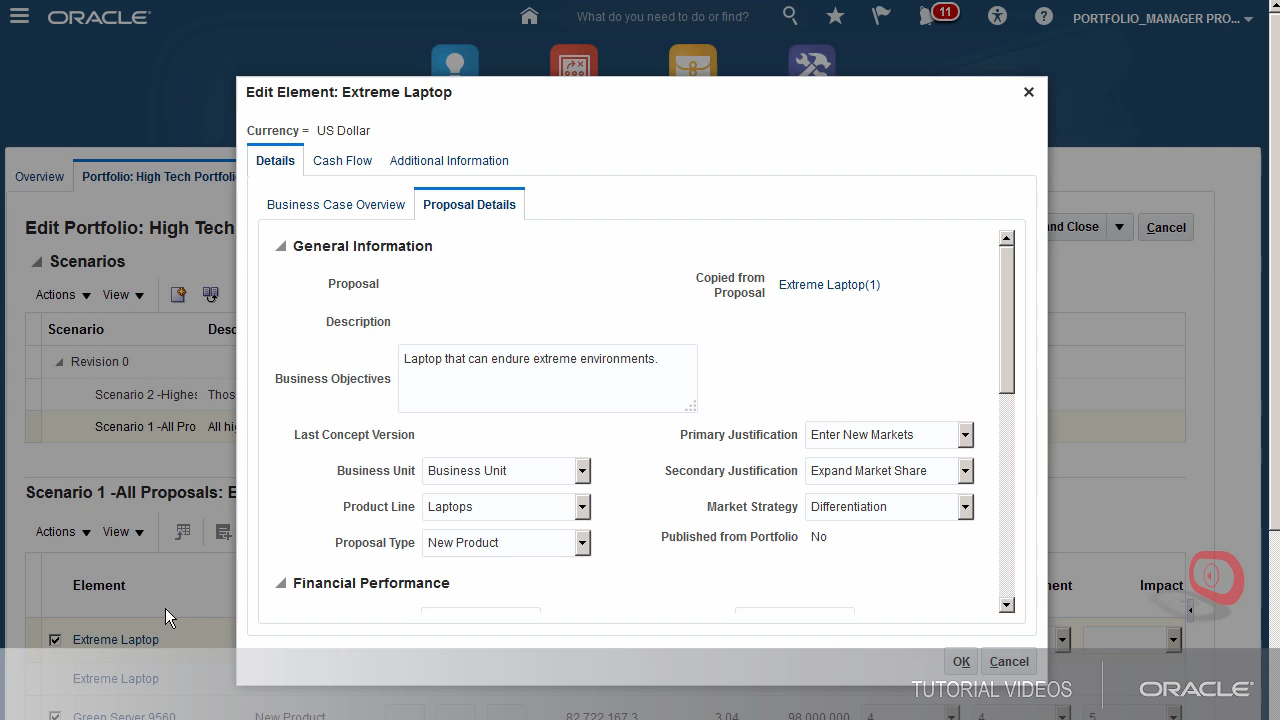 ORACLE
What do you need to do or find?
11
PORTFOLIO_MANAGER PRO...
Edit Element: Extreme Laptop
Currency = US Dollar
Details
Cash Flow
Additional Information
Overview
Portfolio: High Tech Portfoli
Business Case Overview
Proposal Details
Edit Portfolio: High Tech
nd Close
Cancel
General Information
Scenarios
Proposal
Copied from
Proposal
Extreme Laptop(1)
Actions
View
Description
Scenario
Desc
Laptop that can endure extreme environments.
Revision 0
Business Objectives
Scenario 2 -Highes
Thos
Scenario 1 -All Pro
All hig
Last Concept Version
Primary Justification
Enter New Markets
Business Unit
Business Unit
Secondary Justification
Expand Market Share
Scenario 1 -All Proposals: E
Product Line
Laptops
Market Strategy
Differentiation
Actions
View
Proposal Type
New Product
Published from Portfolio
No
Element
Financial Performance
ment
Impact
Extreme Laptop
OK
Cancel
Extreme Laptop
TUTORIAL VIDEOS
ORACLE
Green Server 9560
New Product
82,722,167.3
3.04
98,000,000
4
4
5